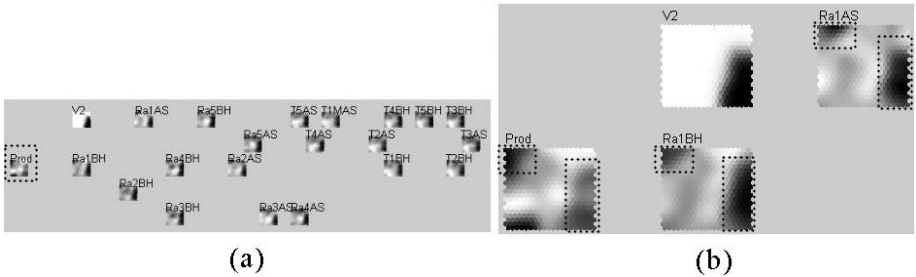 V2 Ra1AS Ra5BH T5AS T1MAS T4BH T5BH T3BH
Ra5AS T4AS T2AS T3AS
Prod Ra1BH Ra4BH Ra2AS T1BH T2BH
Ra2BH
Ra3BH Ra3AS Ra4AS
(a)
V2 Ra1AS
Prod Ra1BH
(b)